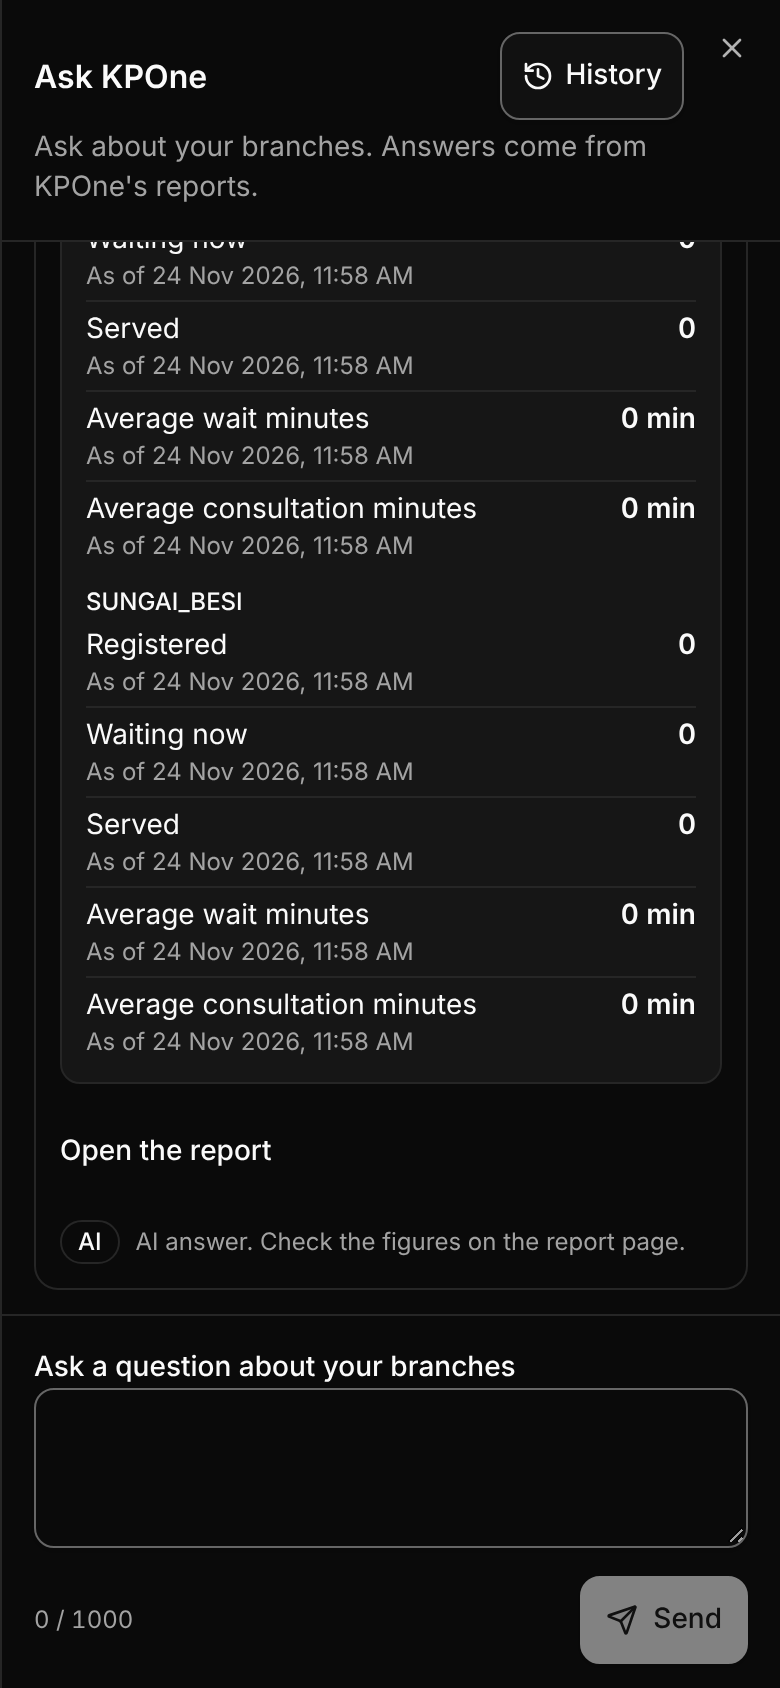 Ask KPOne
History
Ask about your branches. Answers come from
KPOne's reports.
Waiting now 0
As of 24 Nov 2026, 11:58 AM
Served 0
As of 24 Nov 2026, 11:58 AM
Average wait minutes 0 min
As of 24 Nov 2026, 11:58 AM
Average consultation minutes 0 min
As of 24 Nov 2026, 11:58 AM
SUNGAI_BESI
Registered 0
As of 24 Nov 2026, 11:58 AM
Waiting now 0
As of 24 Nov 2026, 11:58 AM
Served 0
As of 24 Nov 2026, 11:58 AM
Average wait minutes 0 min
As of 24 Nov 2026, 11:58 AM
Average consultation minutes 0 min
As of 24 Nov 2026, 11:58 AM
Open the report
AI AI answer. Check the figures on the report page.
Ask a question about your branches
0 / 1000
Send